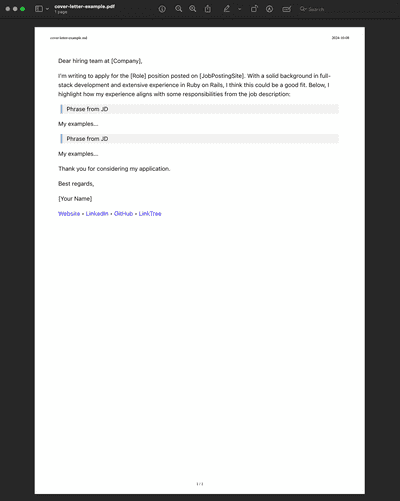 cover-letter-example.pdf
1 page
Search
cover-letter-example.md 2024-10-08
Dear hiring team at [Company],
I'm writing to apply for the [Role] position posted on [JobPostingSite]. With a solid background in full-
stack development and extensive experience in Ruby on Rails, I think this could be a good fit. Below, I
highlight how my experience aligns with some responsibilities from the job description:
Phrase from JD
My examples...
Phrase from JD
My examples...
Thank you for considering my application.
Best regards,
[Your Name]
Website • LinkedIn • GitHub • LinkTree
1 / 1